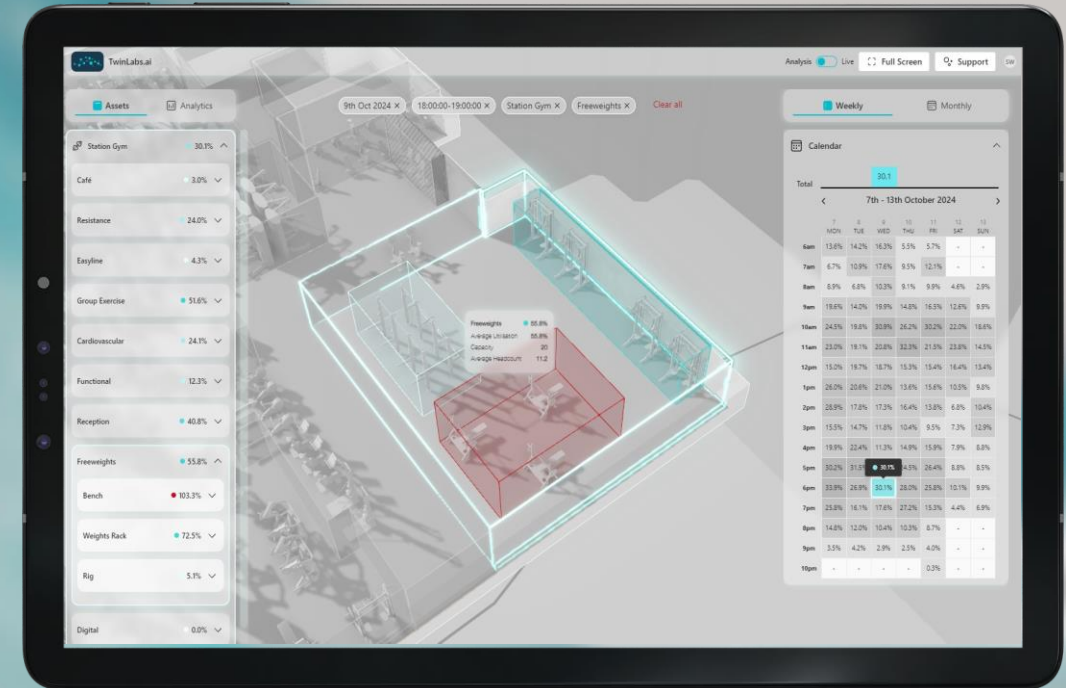 TwinLabs.ai
Analysis Live Full Screen Support SW
Assets Analytics
9th Oct 2024 × 18:00:00-19:00:00 × Station Gym × Freeweights × Clear all
Weekly Monthly
Station Gym 30.1%
Café 3.0%
Resistance 24.0%
Easyline 4.3%
Group Exercise 51.6%
Cardiovascular 24.1%
Functional 12.3%
Reception 40.8%
Freeweights 55.8%
Bench 103.3%
Weights Rack 72.5%
Rig 5.1%
Digital 0.0%
Freeweights 55.8%
Average Utilisation 55.8%
Capacity 20
Average Headcount 11.2
Calendar
Total 30.1
7th - 13th October 2024
7 8 9 10 11 12 13
MON TUE WED THU FRI SAT SUN
6am 13.6% 14.2% 16.3% 5.5% 5.7% - -
7am 6.7% 10.9% 17.6% 9.5% 12.1% - -
8am 8.9% 6.8% 10.3% 9.1% 9.9% 4.6% 2.9%
9am 19.6% 14.0% 19.9% 14.8% 16.5% 12.6% 9.9%
10am 24.5% 19.8% 30.9% 26.2% 30.2% 22.0% 18.6%
11am 23.0% 19.1% 20.8% 32.3% 21.5% 23.8% 14.5%
12pm 15.0% 19.7% 18.7% 15.3% 15.4% 16.4% 13.4%
1pm 26.0% 20.6% 21.0% 13.6% 15.6% 10.5% 9.8%
2pm 28.9% 17.8% 17.3% 16.4% 13.8% 6.8% 10.4%
3pm 15.5% 14.7% 11.8% 10.4% 9.5% 7.3% 12.9%
4pm 19.9% 22.4% 11.3% 14.9% 15.9% 7.9% 8.8%
5pm 30.2% 30.1% 26.4% 8.8% 8.5%
6pm 33.9% 26.9% 30.1% 28.0% 25.8% 10.1% 9.9%
7pm 25.8% 16.1% 17.6% 27.2% 15.3% 4.4% 6.9%
8pm 14.8% 12.0% 10.4% 10.3% 8.7% - -
9pm 3.5% 4.2% 2.9% 2.5% 4.0% - -
10pm - - - - 0.3% - -